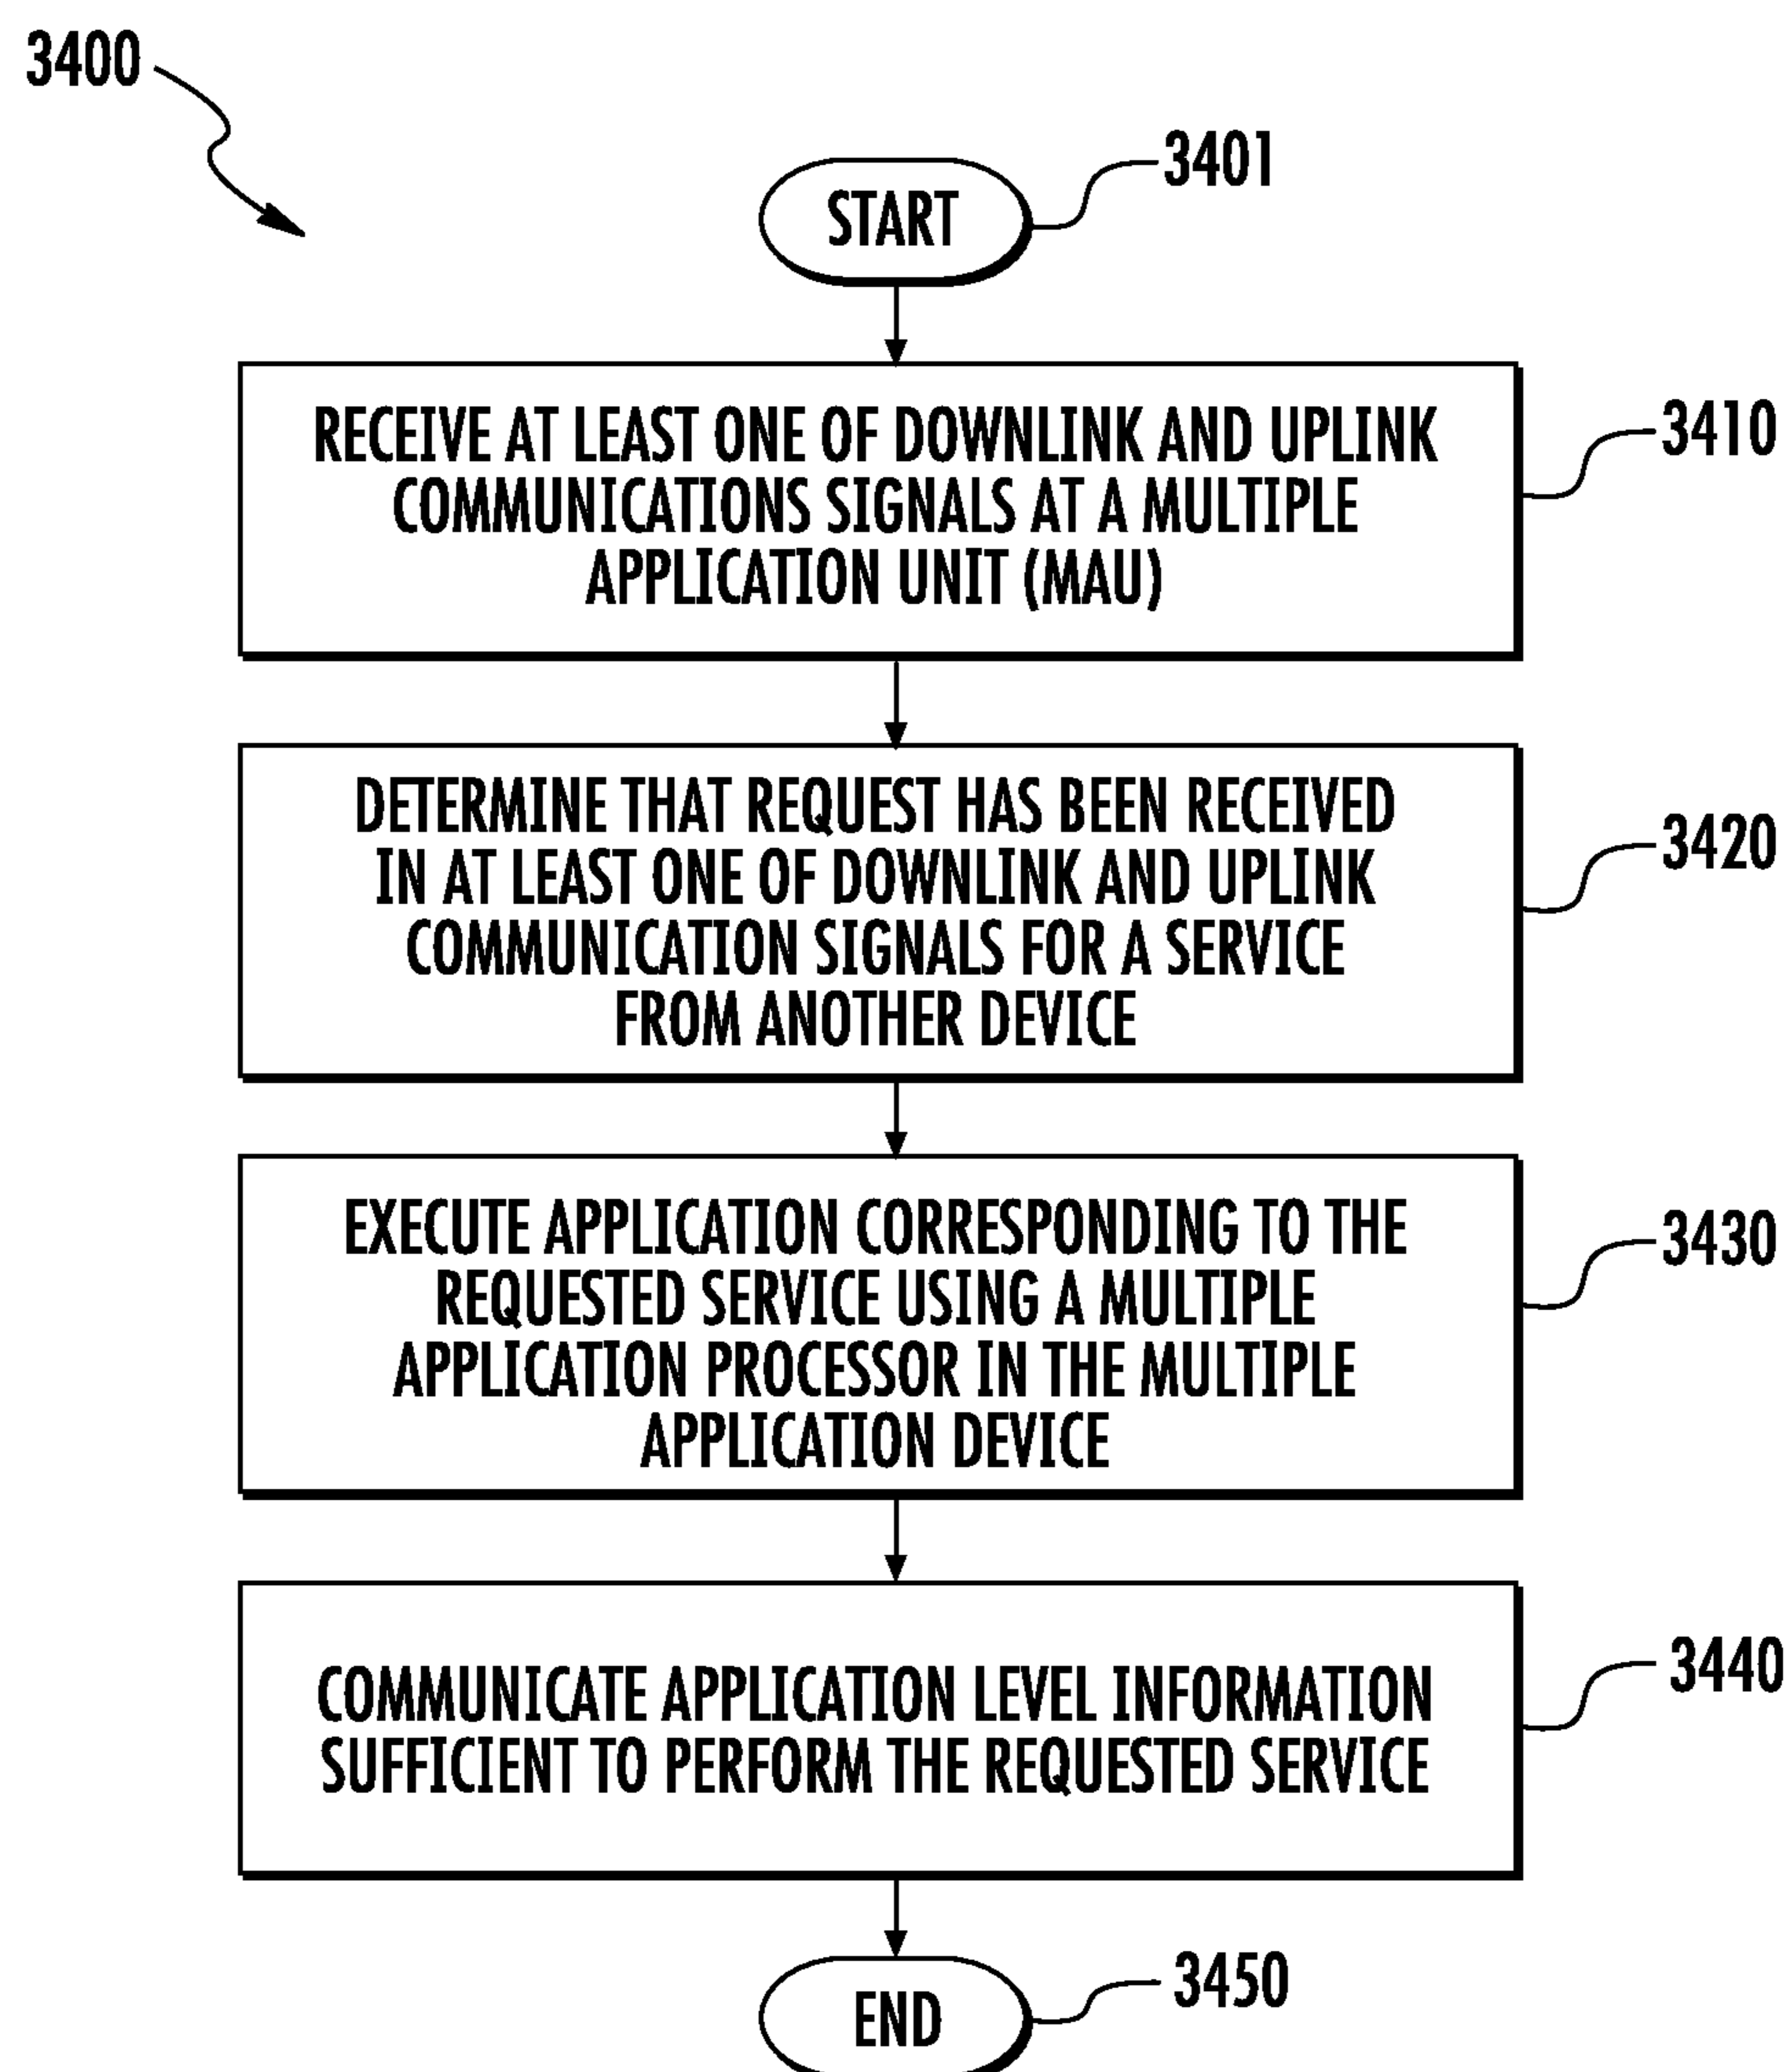 3400
3401
START
RECEIVE AT LEAST ONE OF DOWNLINK AND UPLINK
COMMUNICATIONS SIGNALS AT A MULTIPLE
APPLICATION UNIT (MAU)
3410
DETERMINE THAT REQUEST HAS BEEN RECEIVED
IN AT LEAST ONE OF DOWNLINK AND UPLINK
COMMUNICATION SIGNALS FOR A SERVICE
FROM ANOTHER DEVICE
3420
EXECUTE APPLICATION CORRESPONDING TO THE
REQUESTED SERVICE USING A MULTIPLE
APPLICATION PROCESSOR IN THE MULTIPLE
APPLICATION DEVICE
3430
COMMUNICATE APPLICATION LEVEL INFORMATION
SUFFICIENT TO PERFORM THE REQUESTED SERVICE
3440
END
3450